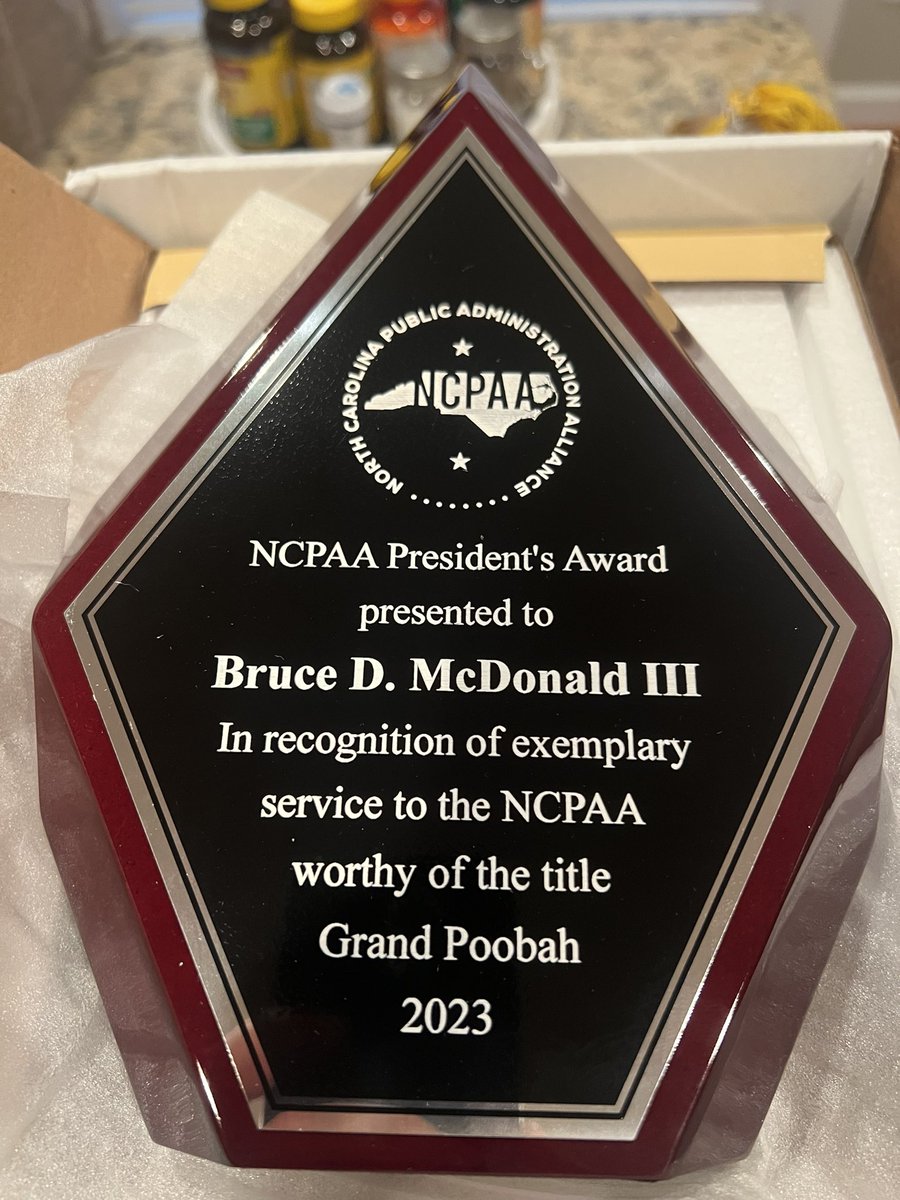 NORTH CAROLINA PUBLIC ADMINISTRATION ALLIANCE
NCPAA
NCPAA President's Award
presented to
Bruce D. McDonald III
In recognition of exemplary
service to the NCPAA
worthy of the title
Grand Poobah
2023